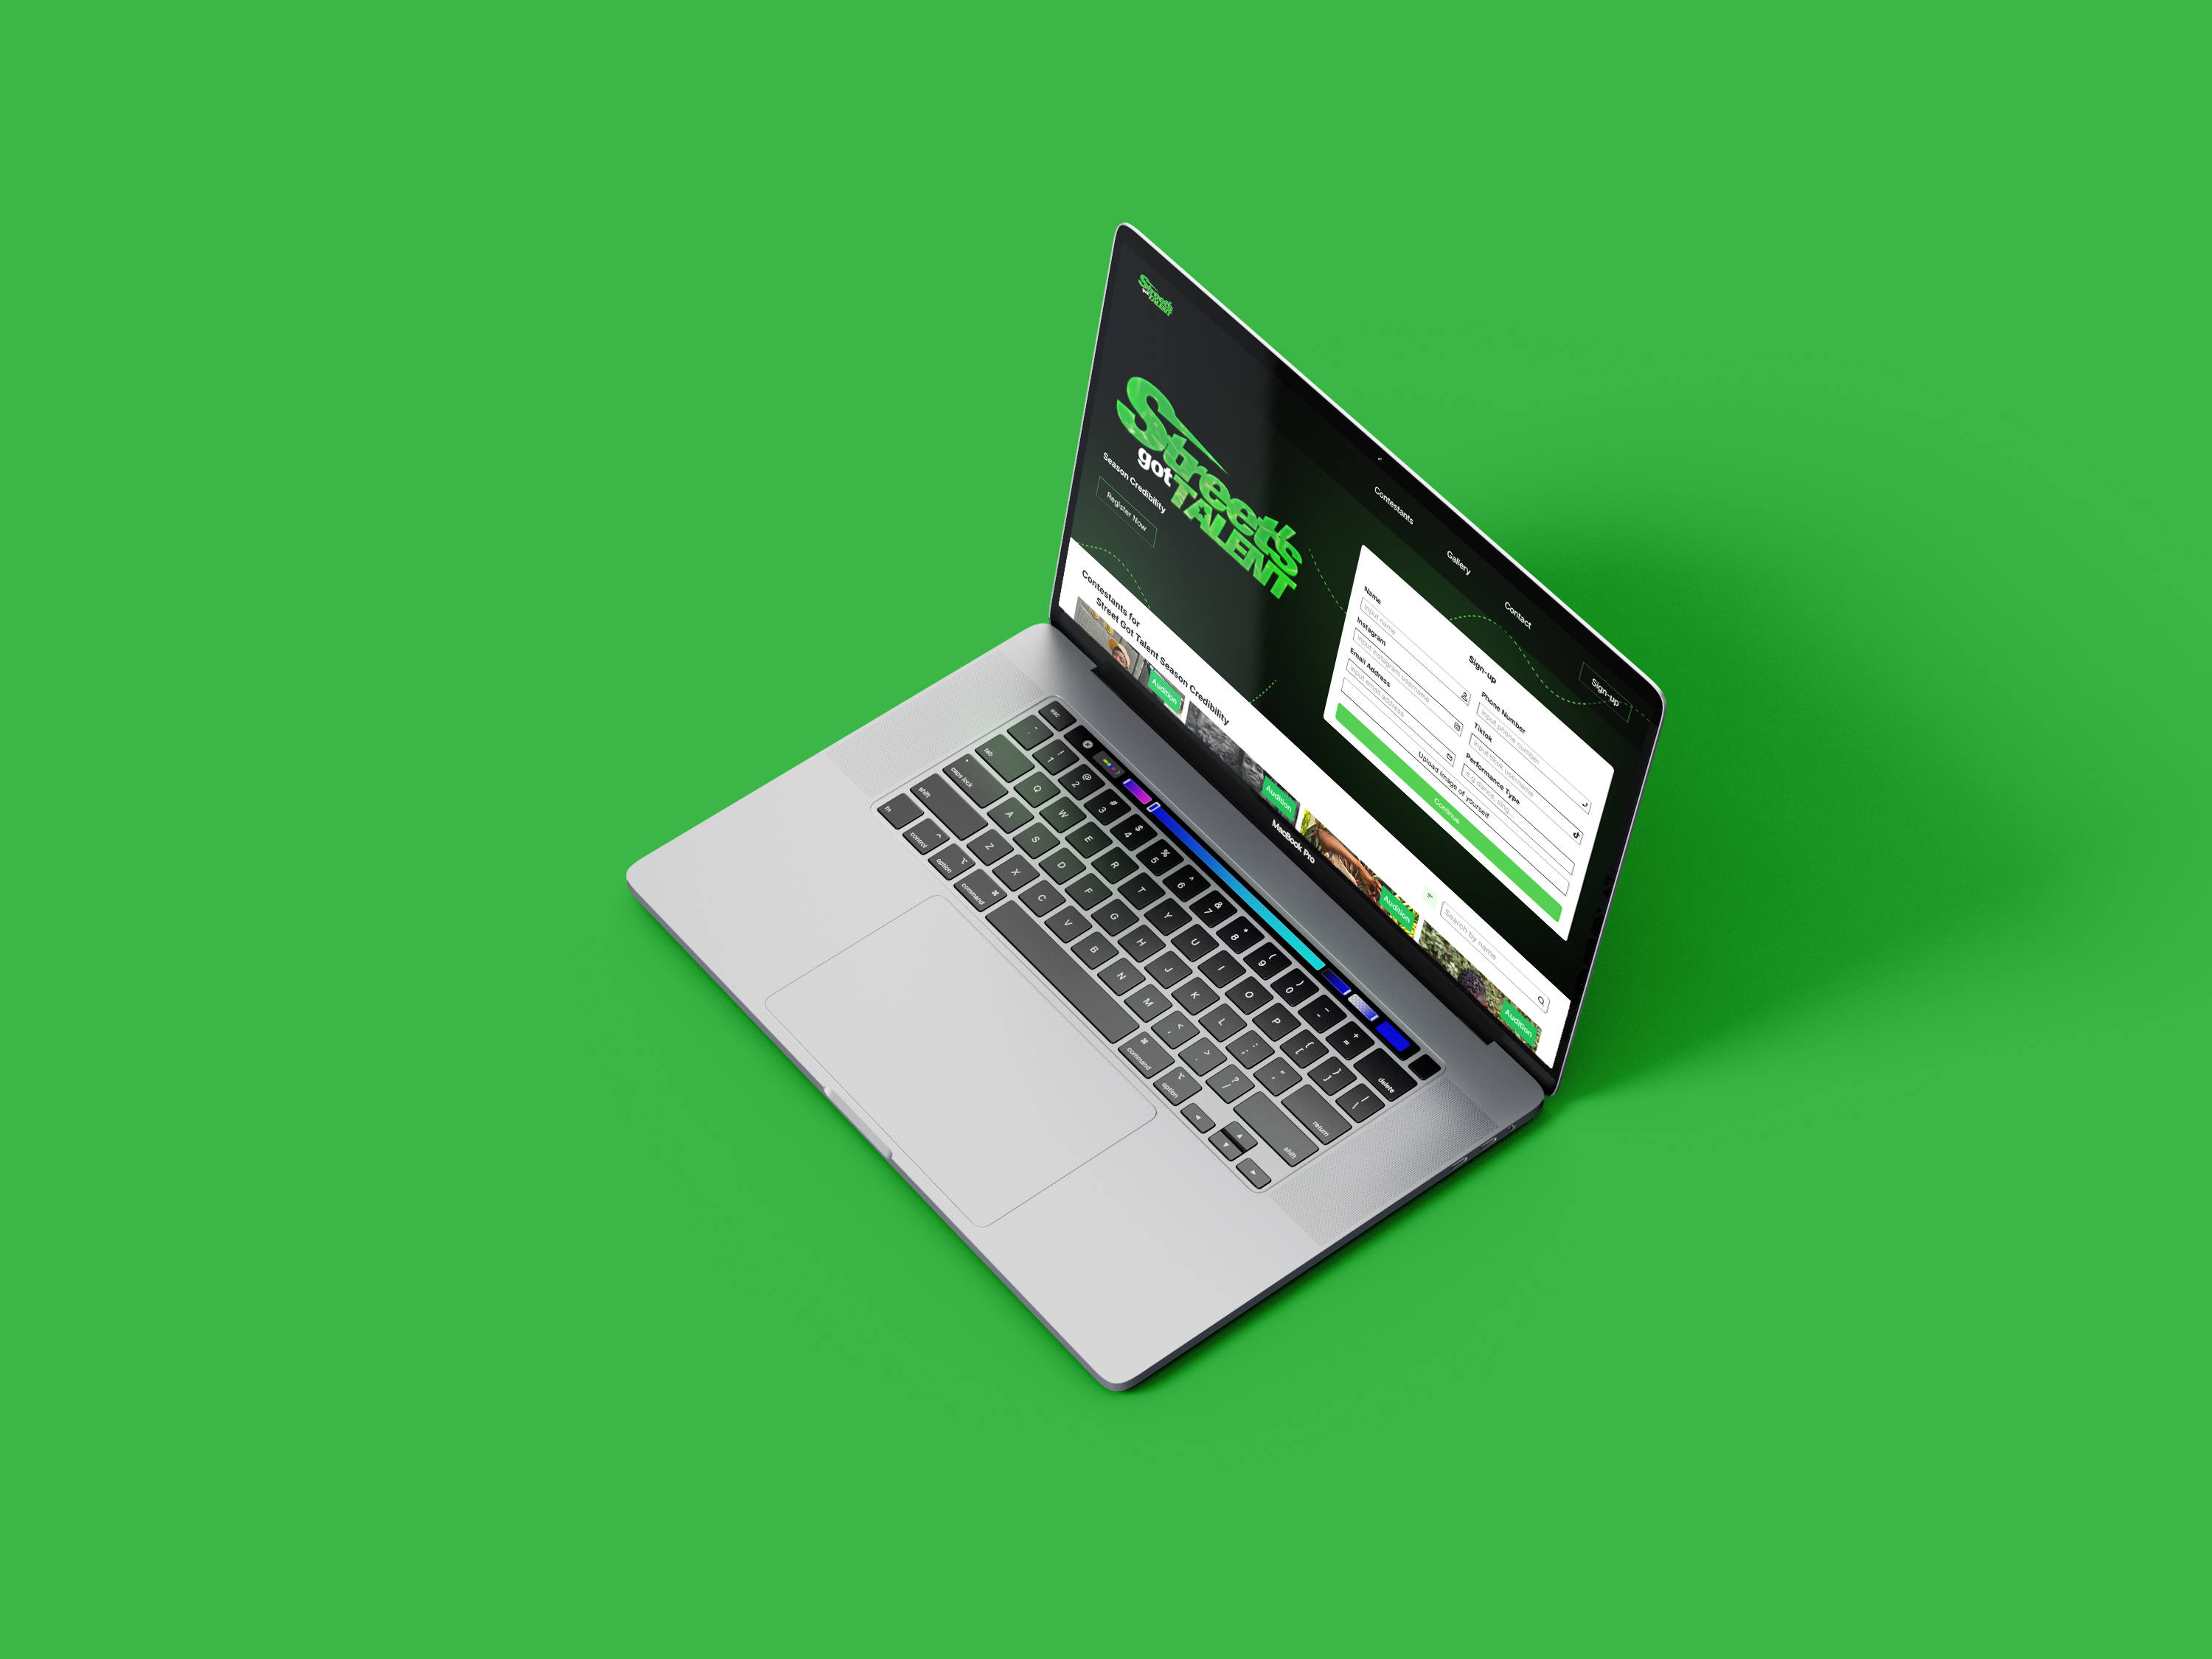 Street's
got TALENT
Contestants
Gallery
Contact
Sign-up
Street's
got TALENT
Season Credibility
Register Now
Sign-up
Name
input name
Phone Number
input phone number
Instagram
input instagram username
Tiktok
input tiktok username
Email Address
input email address
Performance Type
e.g dance, sing
Upload Image of yourself
Continue
Contestants for
Street Got Talent Season Credibility
Search by name
Audition
Audition
Audition
Audition
MacBook Pro
esc
! @ # $ % ^ & * ( ) _ +
1 2 3 4 5 6 7 8 9 0 - =
delete
tab Q W E R T Y U I O P { [ } ] | \
caps lock A S D F G H J K L : ; " ' return
shift Z X C V B N M < , > . ? / shift
fn control option command command option